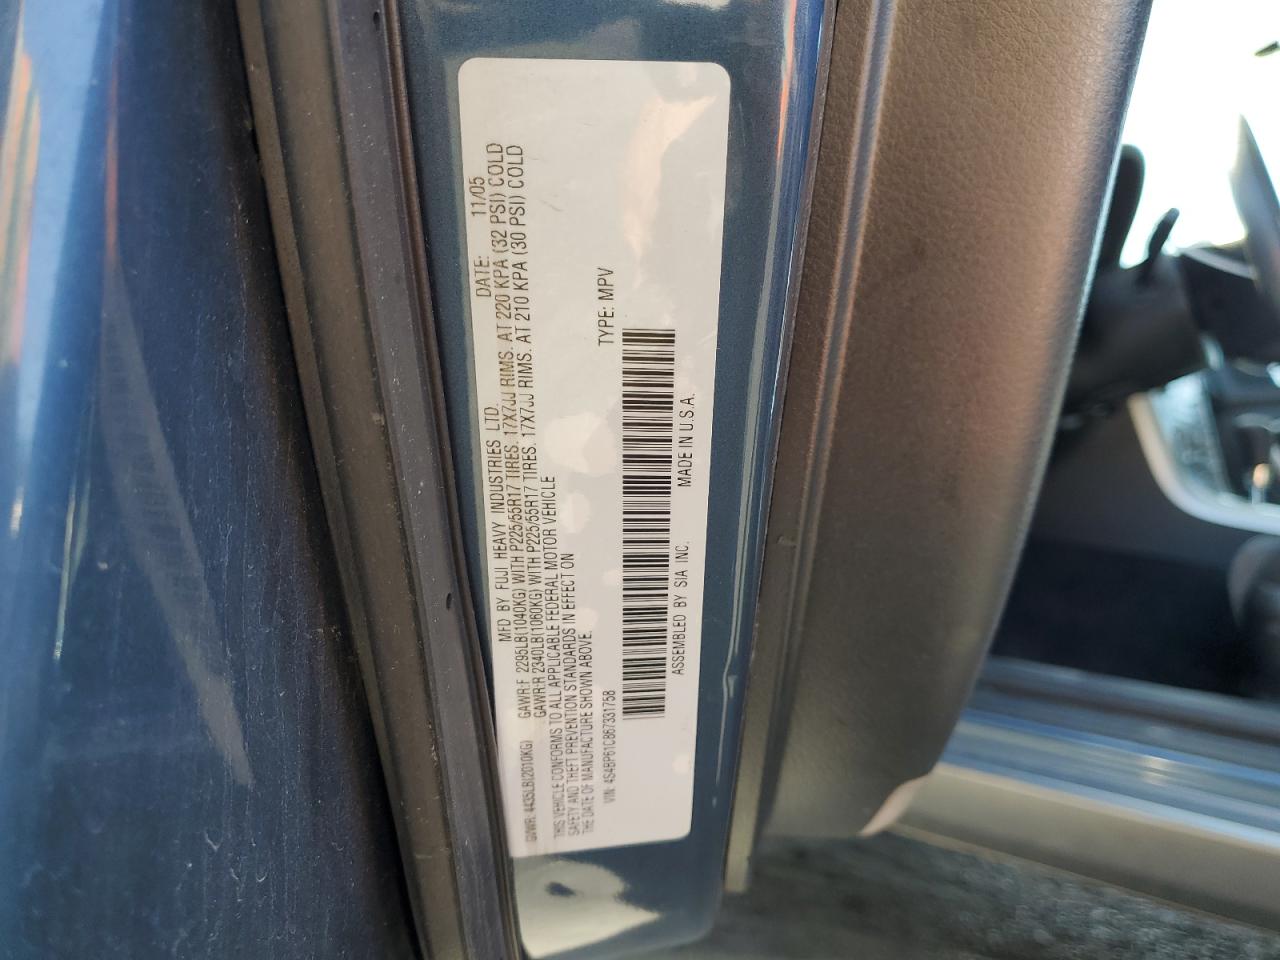 MFD BY FUJI HEAVY INDUSTRIES LTD. DATE: 11/05
GVWR: 4435LB(2010KG) GAWR:F 2295LB(1040KG) WITH P225/55R17 TIRES. 17X7JJ RIMS. AT 220 KPA (32 PSI) COLD
GAWR:R 2340LB(1060KG) WITH P225/55R17 TIRES. 17X7JJ RIMS. AT 210 KPA (30 PSI) COLD
THIS VEHICLE CONFORMS TO ALL APPLICABLE FEDERAL MOTOR VEHICLE
SAFETY AND THEFT PREVENTION STANDARDS IN EFFECT ON
THE DATE OF MANUFACTURE SHOWN ABOVE.
VIN: 4S4BP61C867331758 TYPE: MPV
ASSEMBLED BY SIA INC. MADE IN U.S.A.